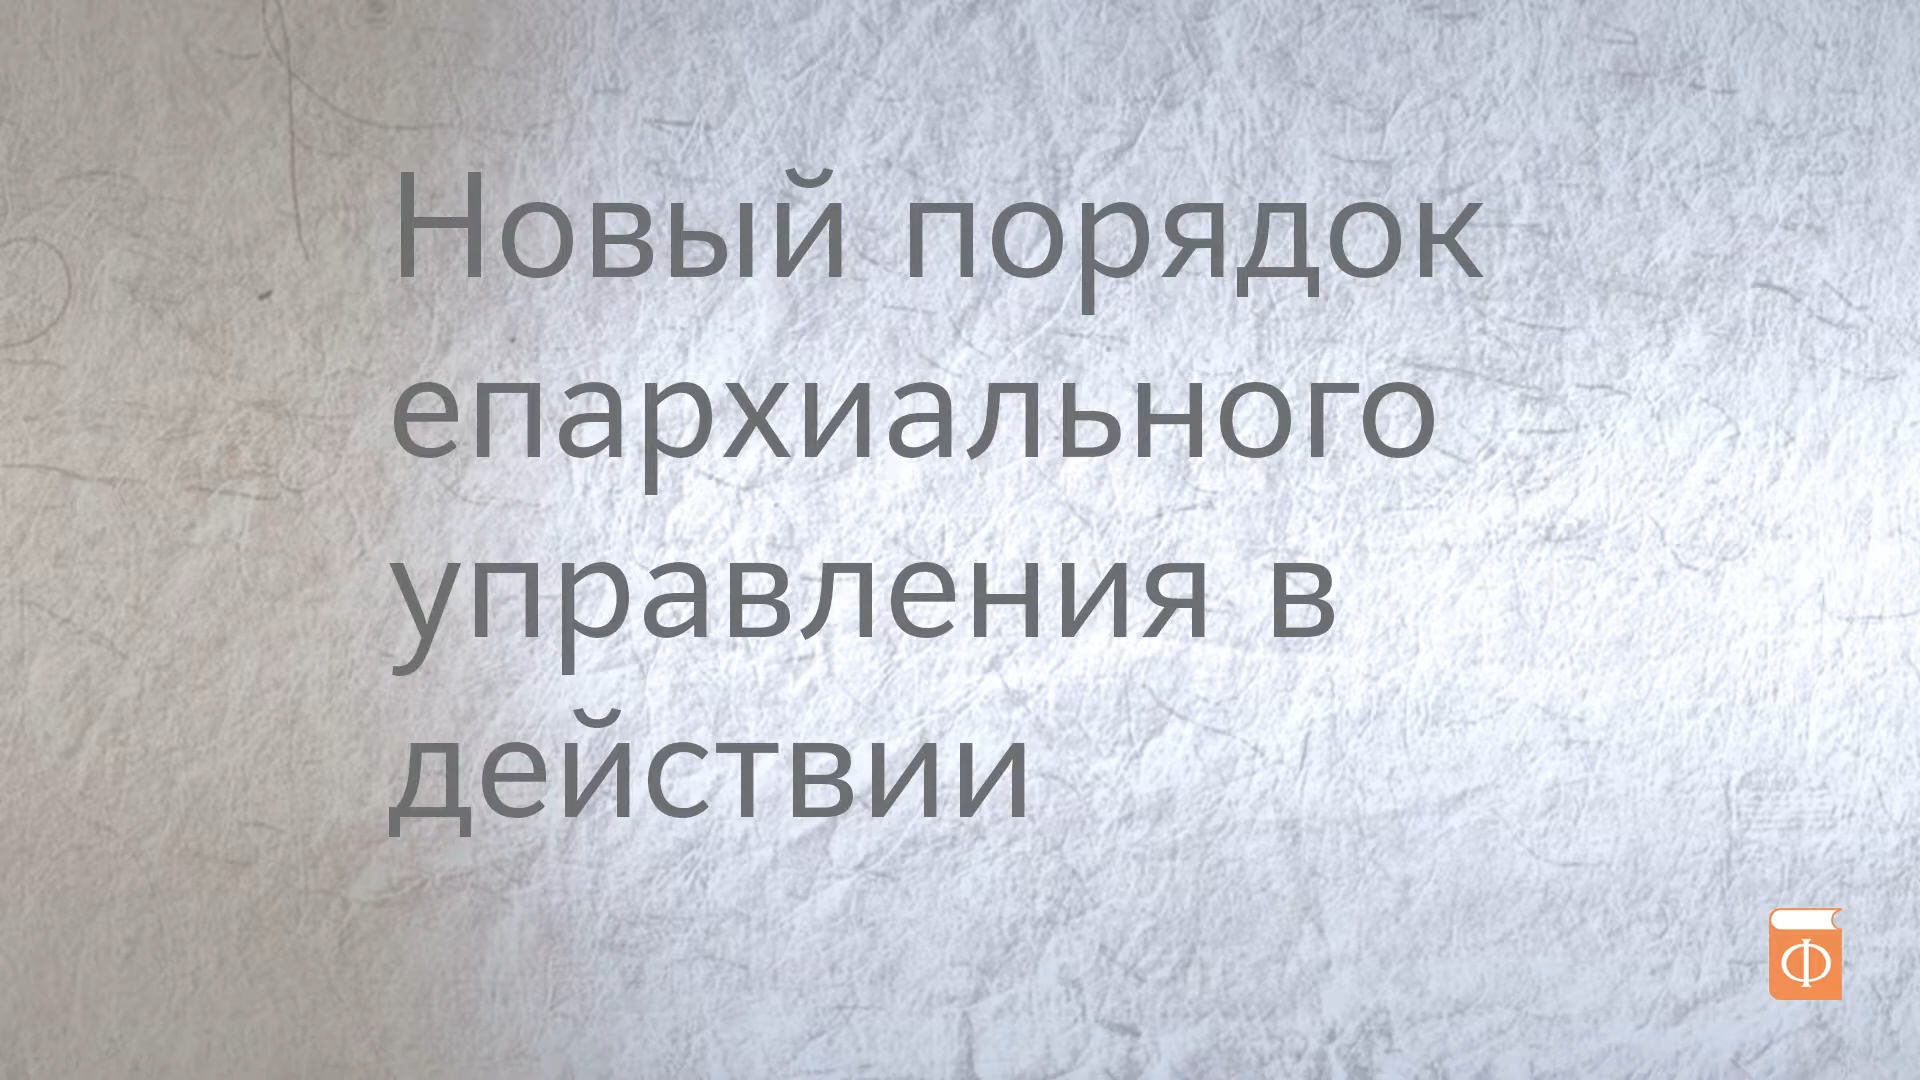 Новый порядок
епархиального
управления в
действии
Ф